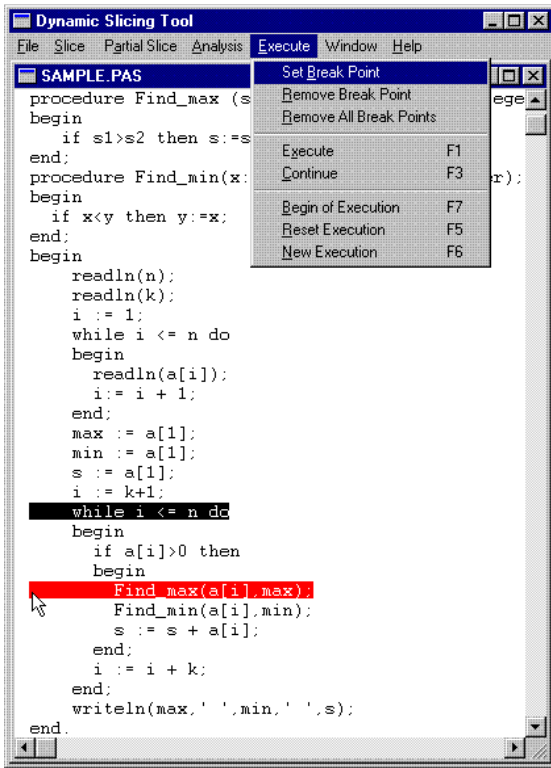 Dynamic Slicing Tool
File Slice Partial Slice Analysis Execute Window Help
Set Break Point
Remove Break Point
Remove All Break Points
Execute F1
Continue F3
Begin of Execution F7
Reset Execution F5
New Execution F6
SAMPLE.PAS
procedure Find_max (s ege
begin
if s1>s2 then s:=s
end;
procedure Find_min(x: r);
begin
if x<y then y:=x;
end;
begin
readln(n);
readln(k);
i := 1;
while i <= n do
begin
readln(a[i]);
i:= i + 1;
end;
max := a[1];
min := a[1];
s := a[1];
i := k+1;
while i <= n do
begin
if a[i]>0 then
begin
Find_max(a[i],max);
Find_min(a[i],min);
s := s + a[i];
end;
i := i + k;
end;
writeln(max,' ',min,' ',s);
end.